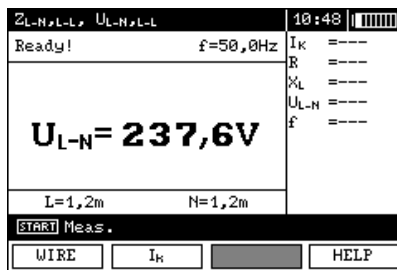 ZL-N,L-L, UL-N,L-L 10:48
Ready! f=50,0Hz
IK =---
R =---
XL =---
UL-N =---
f =---
UL-N= 237,6V
L=1,2m N=1,2m
START Meas.
WIRE IK HELP